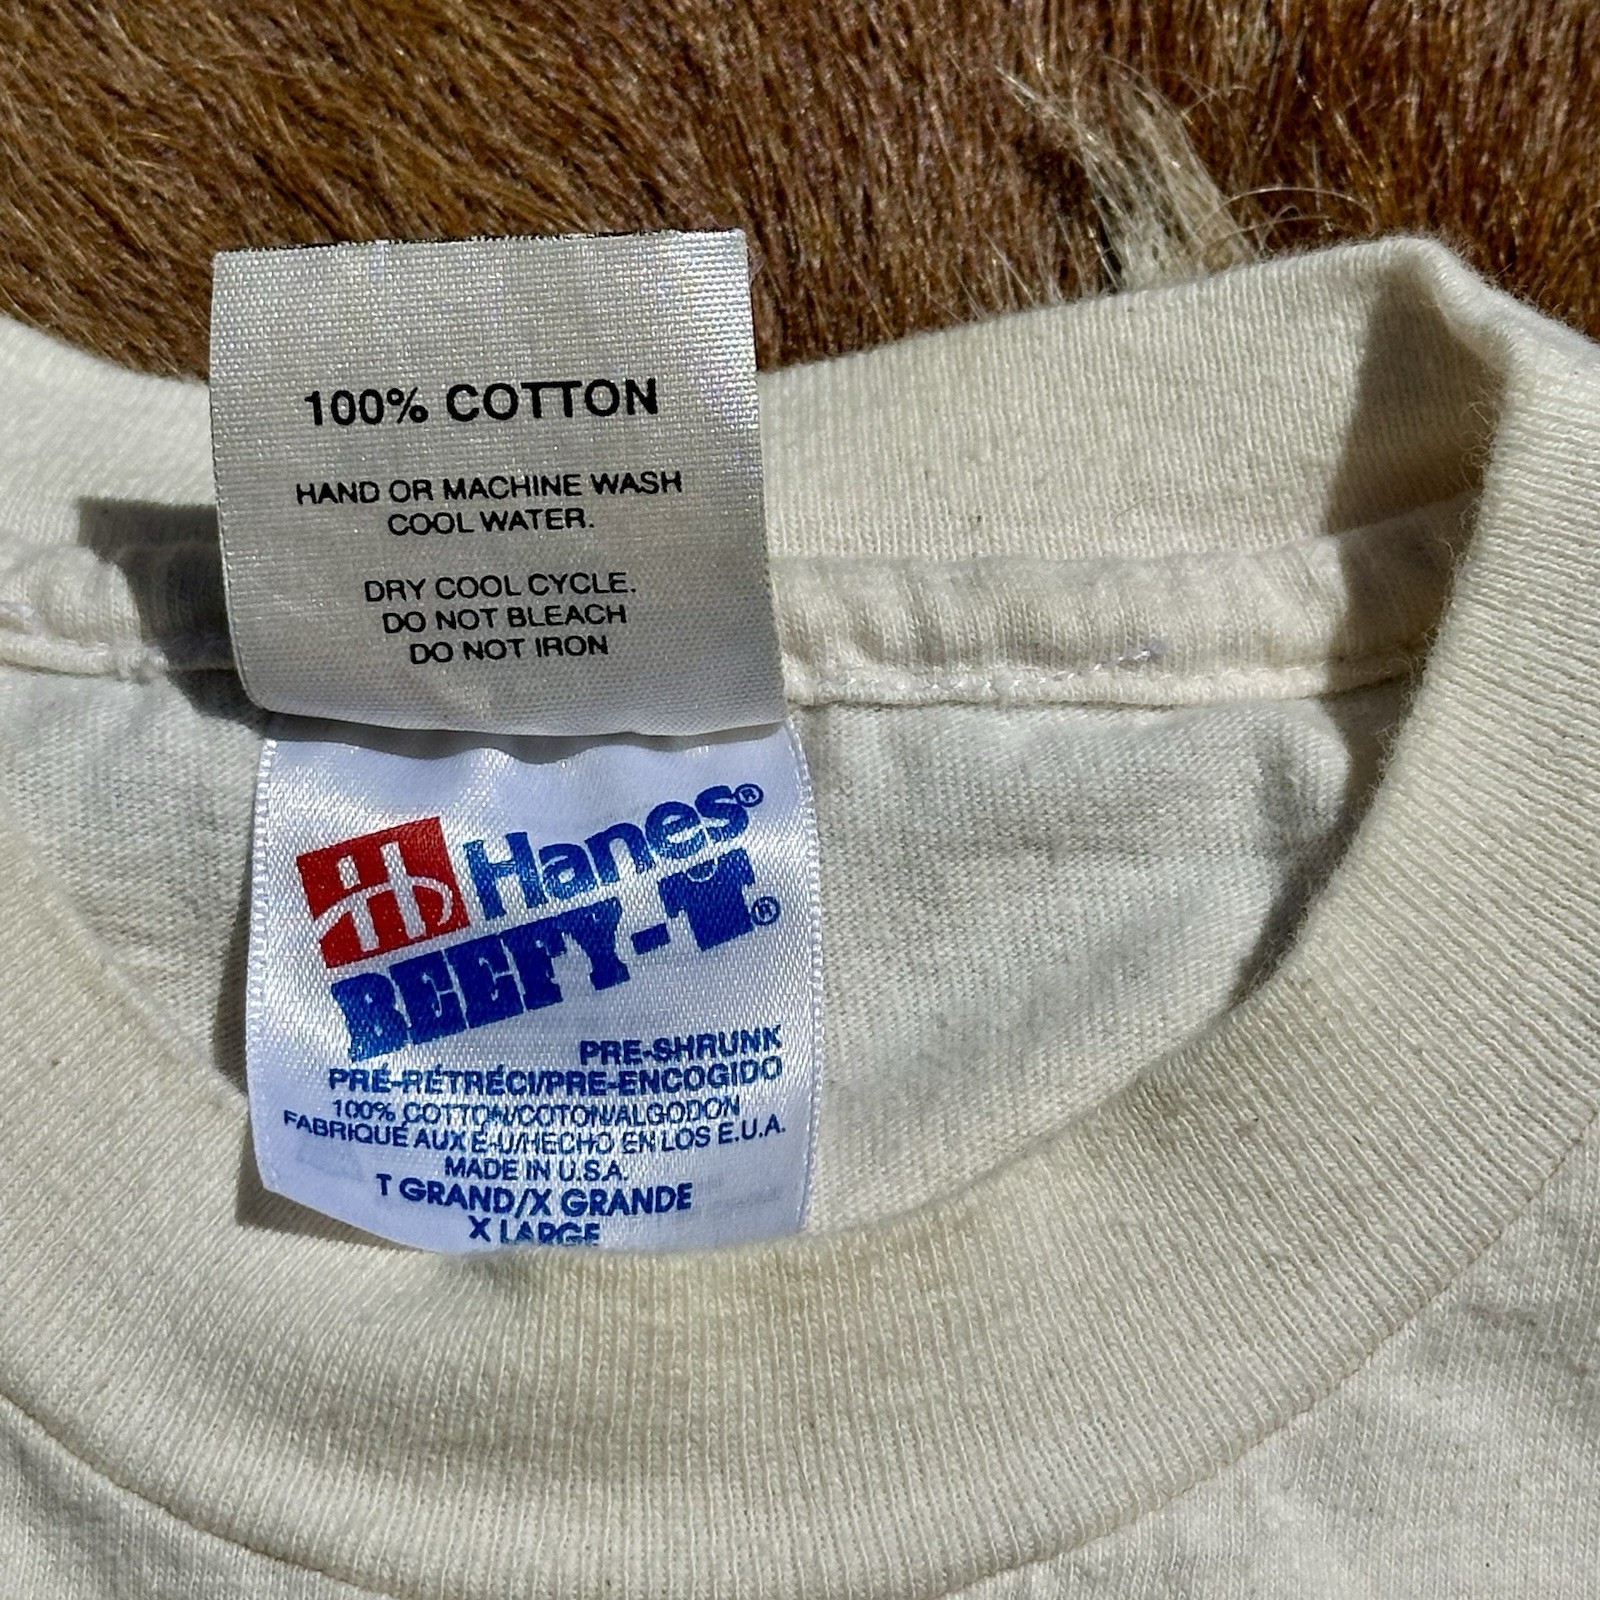 100% COTTON
HAND OR MACHINE WASH
COOL WATER.
DRY COOL CYCLE.
DO NOT BLEACH
DO NOT IRON
Hanes®
BEEFY-T®
PRE-SHRUNK
PRÉ-RÉTRÉCI/PRE-ENCOGIDO
100% COTTON/COTON/ALGODON
FABRIQUÉ AUX É-U/HECHO EN LOS E.U.A.
MADE IN U.S.A.
T GRAND/X GRANDE
X LARGE